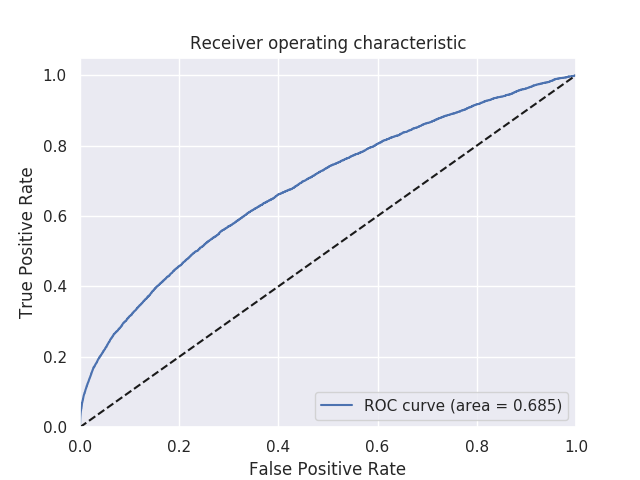 Receiver operating characteristic
True Positive Rate
1.0
0.8
0.6
0.4
0.2
0.0
ROC curve (area = 0.685)
0.0 0.2 0.4 0.6 0.8 1.0
False Positive Rate